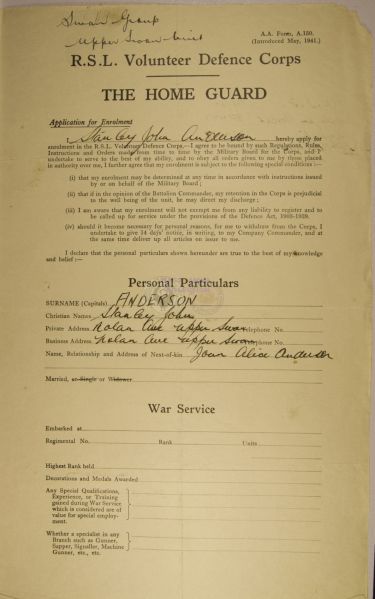 Swan Group
Upper Swan Unit
A.A. Form, A.150.
(Introduced May, 1941.)
R.S.L. Volunteer Defence Corps
THE HOME GUARD
Application for Enrolment
I, Stanley John Anderson hereby apply for
enrolment in the R.S.L. Volunteer Defence Corps,—I agree to be bound by such Regulations, Rules,
Instructions and Orders made from time to time by the Military Board for the Corps, and I
undertake to serve to the best of my ability, and to obey all orders given to me by those placed
in authority over me, I further agree that my enrolment is subject to the following special conditions:—
(i) that my enrolment may be determined at any time in accordance with instructions issued
by or on behalf of the Military Board;
(ii) that if in the opinion of the Battalion Commander, my retention in the Corps is prejudicial
to the well being of the unit, he may direct my discharge;
(iii) I am aware that my enrolment will not exempt me from any liability to register and to
be called up for service under the provisions of the Defence Act, 1903-1939.
(iv) should it become necessary for personal reasons, for me to withdraw from the Corps, I
undertake to give 14 days' notice, in writing, to my Company Commander, and at
the same time deliver up all articles on issue to me.
I declare that the personal particulars shown hereunder are true to the best of my knowledge
and belief:—
Personal Particulars
SURNAME (Capitals) ANDERSON
Christian Names Stanley John
Private Address Nolan Ave Upper Swan Telephone No.
Business Address Nolan Ave Upper Swan Telephone No.
Name, Relationship and Address of Next-of-kin Joan Alice Anderson
Married, or Single or Widower
War Service
Embarked at
Regimental No. Rank Units
Highest Rank held
Decorations and Medals Awarded
Any Special Qualifications,
Experience, or Training
gained during War Service
which is considered are of
value for special employ-
ment.
Whether a specialist in any
Branch such as Gunner,
Sapper, Signaller, Machine
Gunner, etc., etc.